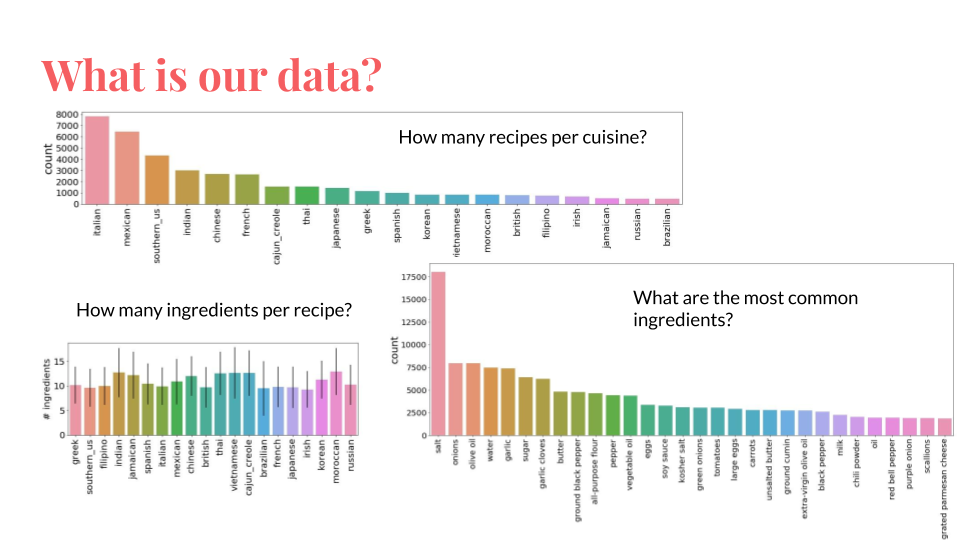 What is our data?
How many recipes per cuisine?
count
8000
7000
6000
5000
4000
3000
2000
1000
0
italian
mexican
southern_us
indian
chinese
french
cajun_creole
thai
japanese
greek
spanish
korean
vietnamese
moroccan
british
filipino
irish
jamaican
russian
brazilian
How many ingredients per recipe?
# ingredients
15
10
5
0
greek
southern_us
filipino
indian
jamaican
spanish
italian
mexican
chinese
british
thai
vietnamese
cajun_creole
brazilian
french
japanese
irish
korean
moroccan
russian
What are the most common
ingredients?
count
17500
15000
12500
10000
7500
5000
2500
0
salt
onions
olive oil
water
garlic
sugar
garlic cloves
butter
ground black pepper
all-purpose flour
pepper
vegetable oil
eggs
soy sauce
kosher salt
green onions
tomatoes
large eggs
carrots
unsalted butter
ground cumin
extra-virgin olive oil
black pepper
milk
chili powder
oil
red bell pepper
purple onion
scallions
grated parmesan cheese